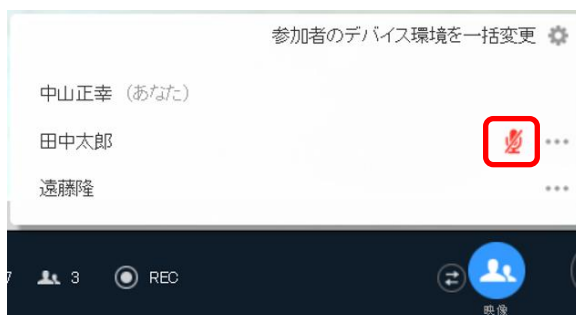 参加者のデバイス環境を一括変更
中山正幸 (あなた)
田中太郎
遠藤隆
3 REC
映像